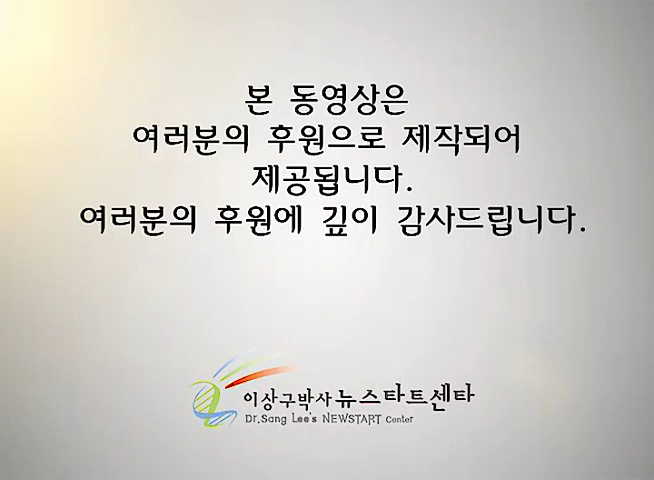 본 동영상은
여러분의 후원으로 제작되어
제공됩니다.
여러분의 후원에 깊이 감사드립니다.
이상구박사 뉴스타트센타
Dr.Sang Lee's NEWSTART Center